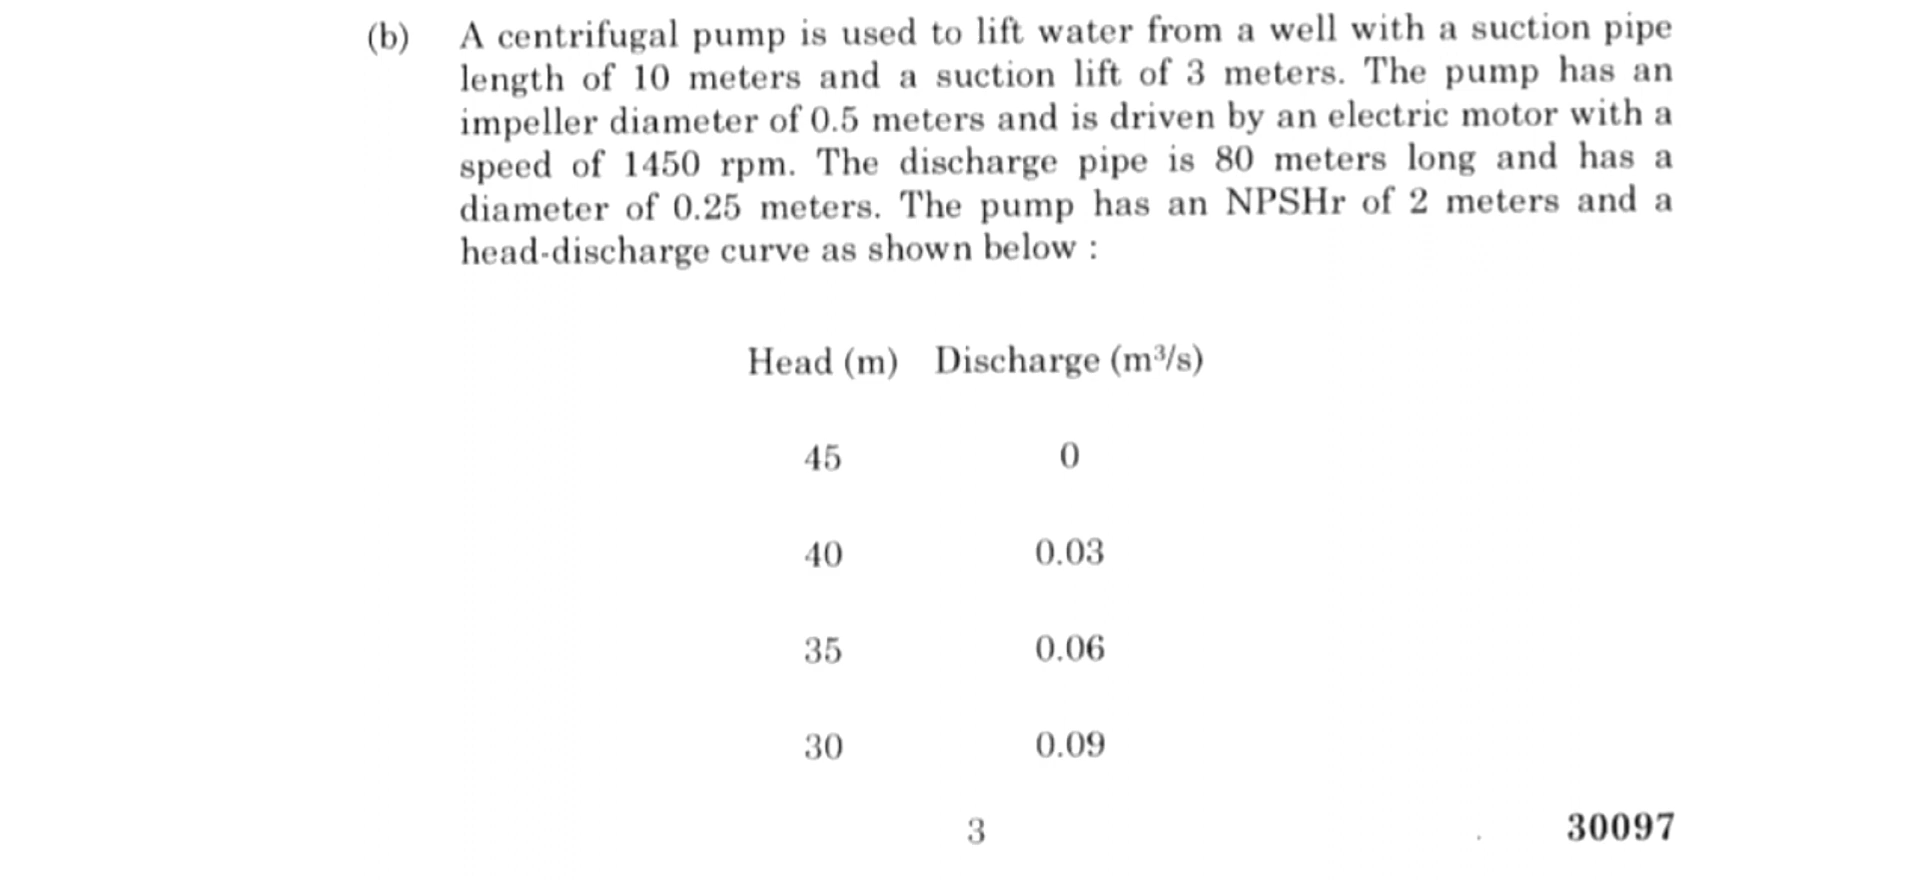 (b) A centrifugal pump is used to lift water from a well with a suction pipe
length of 10 meters and a suction lift of 3 meters. The pump has an
impeller diameter of 0.5 meters and is driven by an electric motor with a
speed of 1450 rpm. The discharge pipe is 80 meters long and has a
diameter of 0.25 meters. The pump has an NPSHr of 2 meters and a
head-discharge curve as shown below :
Head (m) Discharge (m³/s)
45 0
40 0.03
35 0.06
30 0.09
3 30097